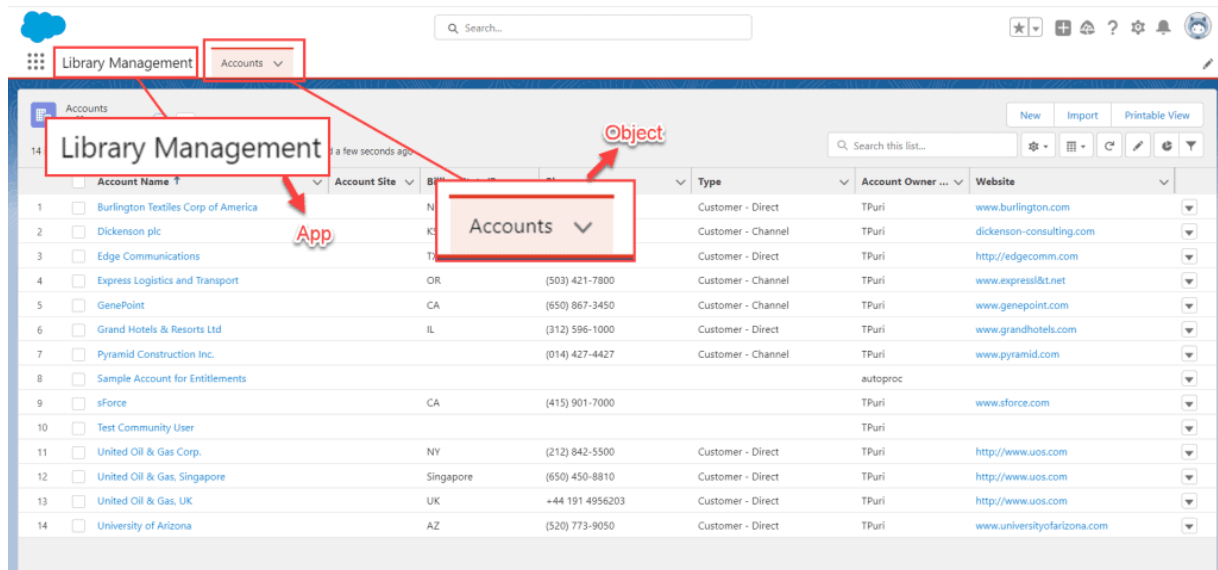 Search...
Library Management Accounts
Accounts
New Import Printable View
14
Library Management
d a few seconds ago
Object
Search this list...
Account Name ↑ Account Site Type Account Owner ... Website
Accounts
App
1 Burlington Textiles Corp of America N Customer - Direct TPuri www.burlington.com
2 Dickenson plc KS Customer - Channel TPuri dickenson-consulting.com
3 Edge Communications TX Customer - Direct TPuri http://edgecomm.com
4 Express Logistics and Transport OR (503) 421-7800 Customer - Channel TPuri www.expressl&t.net
5 GenePoint CA (650) 867-3450 Customer - Channel TPuri www.genepoint.com
6 Grand Hotels & Resorts Ltd IL (312) 596-1000 Customer - Direct TPuri www.grandhotels.com
7 Pyramid Construction Inc. (014) 427-4427 Customer - Channel TPuri www.pyramid.com
8 Sample Account for Entitlements autoproc
9 sForce CA (415) 901-7000 TPuri www.sforce.com
10 Test Community User TPuri
11 United Oil & Gas Corp. NY (212) 842-5500 Customer - Direct TPuri http://www.uos.com
12 United Oil & Gas, Singapore Singapore (650) 450-8810 Customer - Direct TPuri http://www.uos.com
13 United Oil & Gas, UK UK +44 191 4956203 Customer - Direct TPuri http://www.uos.com
14 University of Arizona AZ (520) 773-9050 Customer - Direct TPuri www.universityofarizona.com